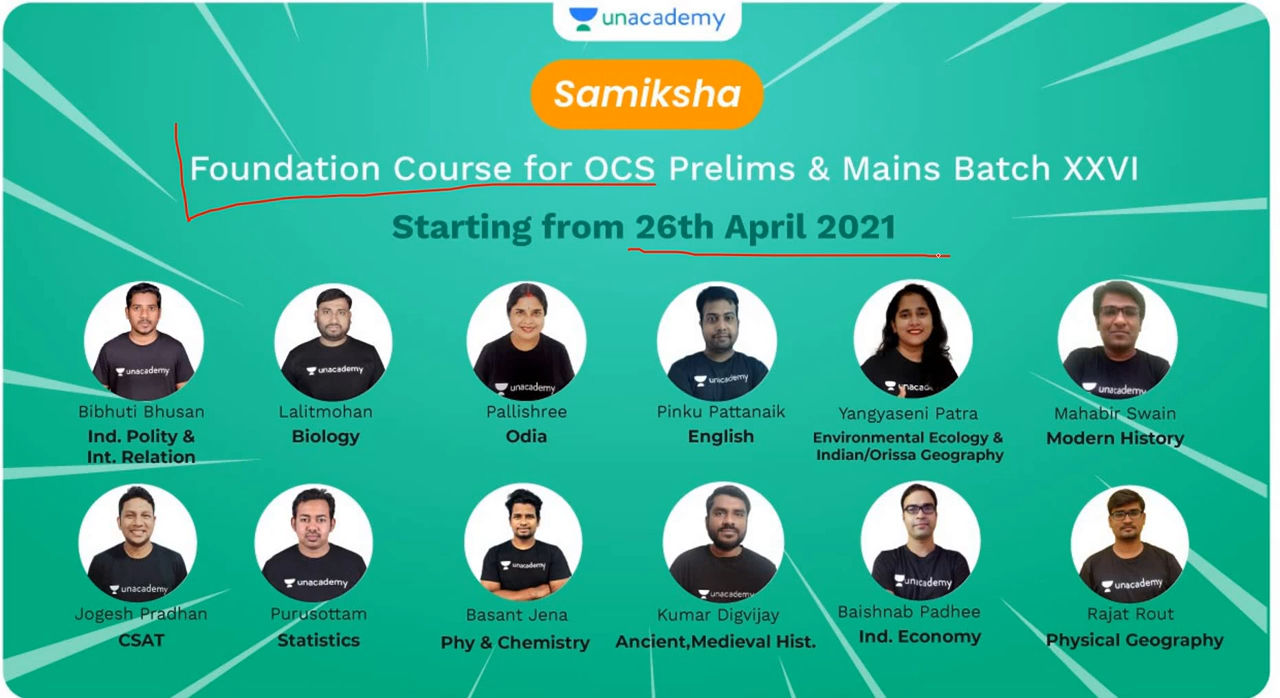 unacademy
Samiksha
Foundation Course for OCS Prelims & Mains Batch XXVI
Starting from 26th April 2021
unacademy
unacademy
unacademy
unacademy
unacademy
Bibhuti Bhusan
Ind. Polity &
Int. Relation
Lalitmohan
Biology
Pallishree
Odia
Pinku Pattanaik
English
Yangyaseni Patra
Environmental Ecology &
Indian/Orissa Geography
Mahabir Swain
Modern History
unacademy
unacademy
unacademy
unacademy
unacademy
unacademy
Jogesh Pradhan
CSAT
Purusottam
Statistics
Basant Jena
Phy & Chemistry
Kumar Digvijay
Ancient,Medieval Hist.
Baishnab Padhee
Ind. Economy
Rajat Rout
Physical Geography